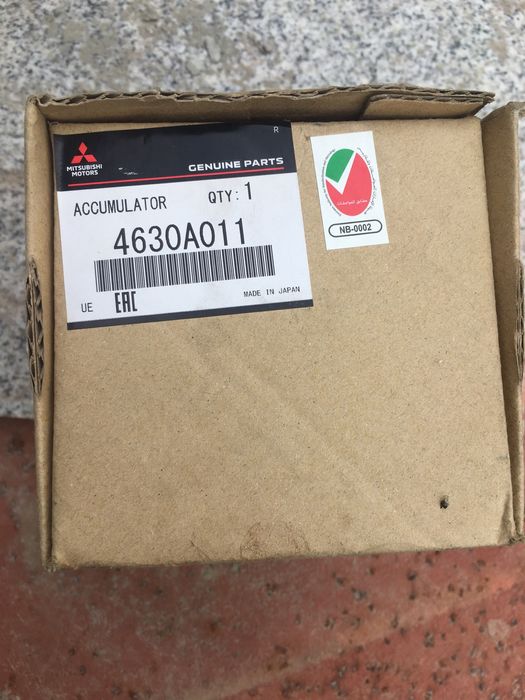 R
MITSUBISHI
MOTORS
GENUINE PARTS
ACCUMULATOR QTY: 1
4630A011
UE EAC MADE IN JAPAN
NB-0002